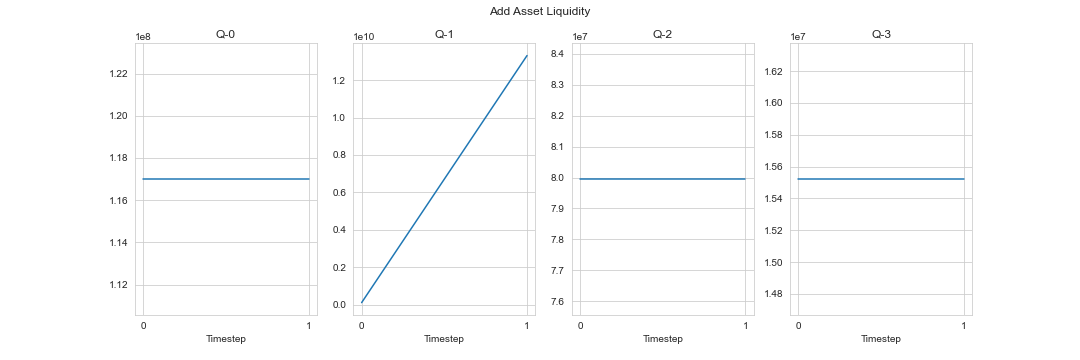 Add Asset Liquidity
Q-0
Q-1
Q-2
Q-3
1e8
1e10
1e7
1e7
1.22
1.20
1.18
1.16
1.14
1.12
0
1
Timestep
1.2
1.0
0.8
0.6
0.4
0.2
0.0
0
1
Timestep
8.4
8.3
8.2
8.1
8.0
7.9
7.8
7.7
7.6
0
1
Timestep
1.62
1.60
1.58
1.56
1.54
1.52
1.50
1.48
0
1
Timestep